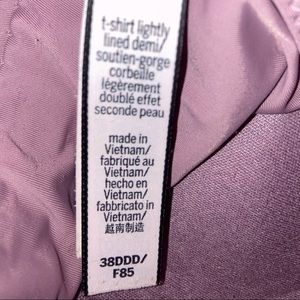 t-shirt lightly
lined demi/
soutien-gorge
corbeille
légèrement
doublé effet
seconde peau
made in
Vietnam/
fabriqué au
Vietnam/
hecho en
Vietnam/
fabbricato in
Vietnam/
越南制造
38DDD/
F85